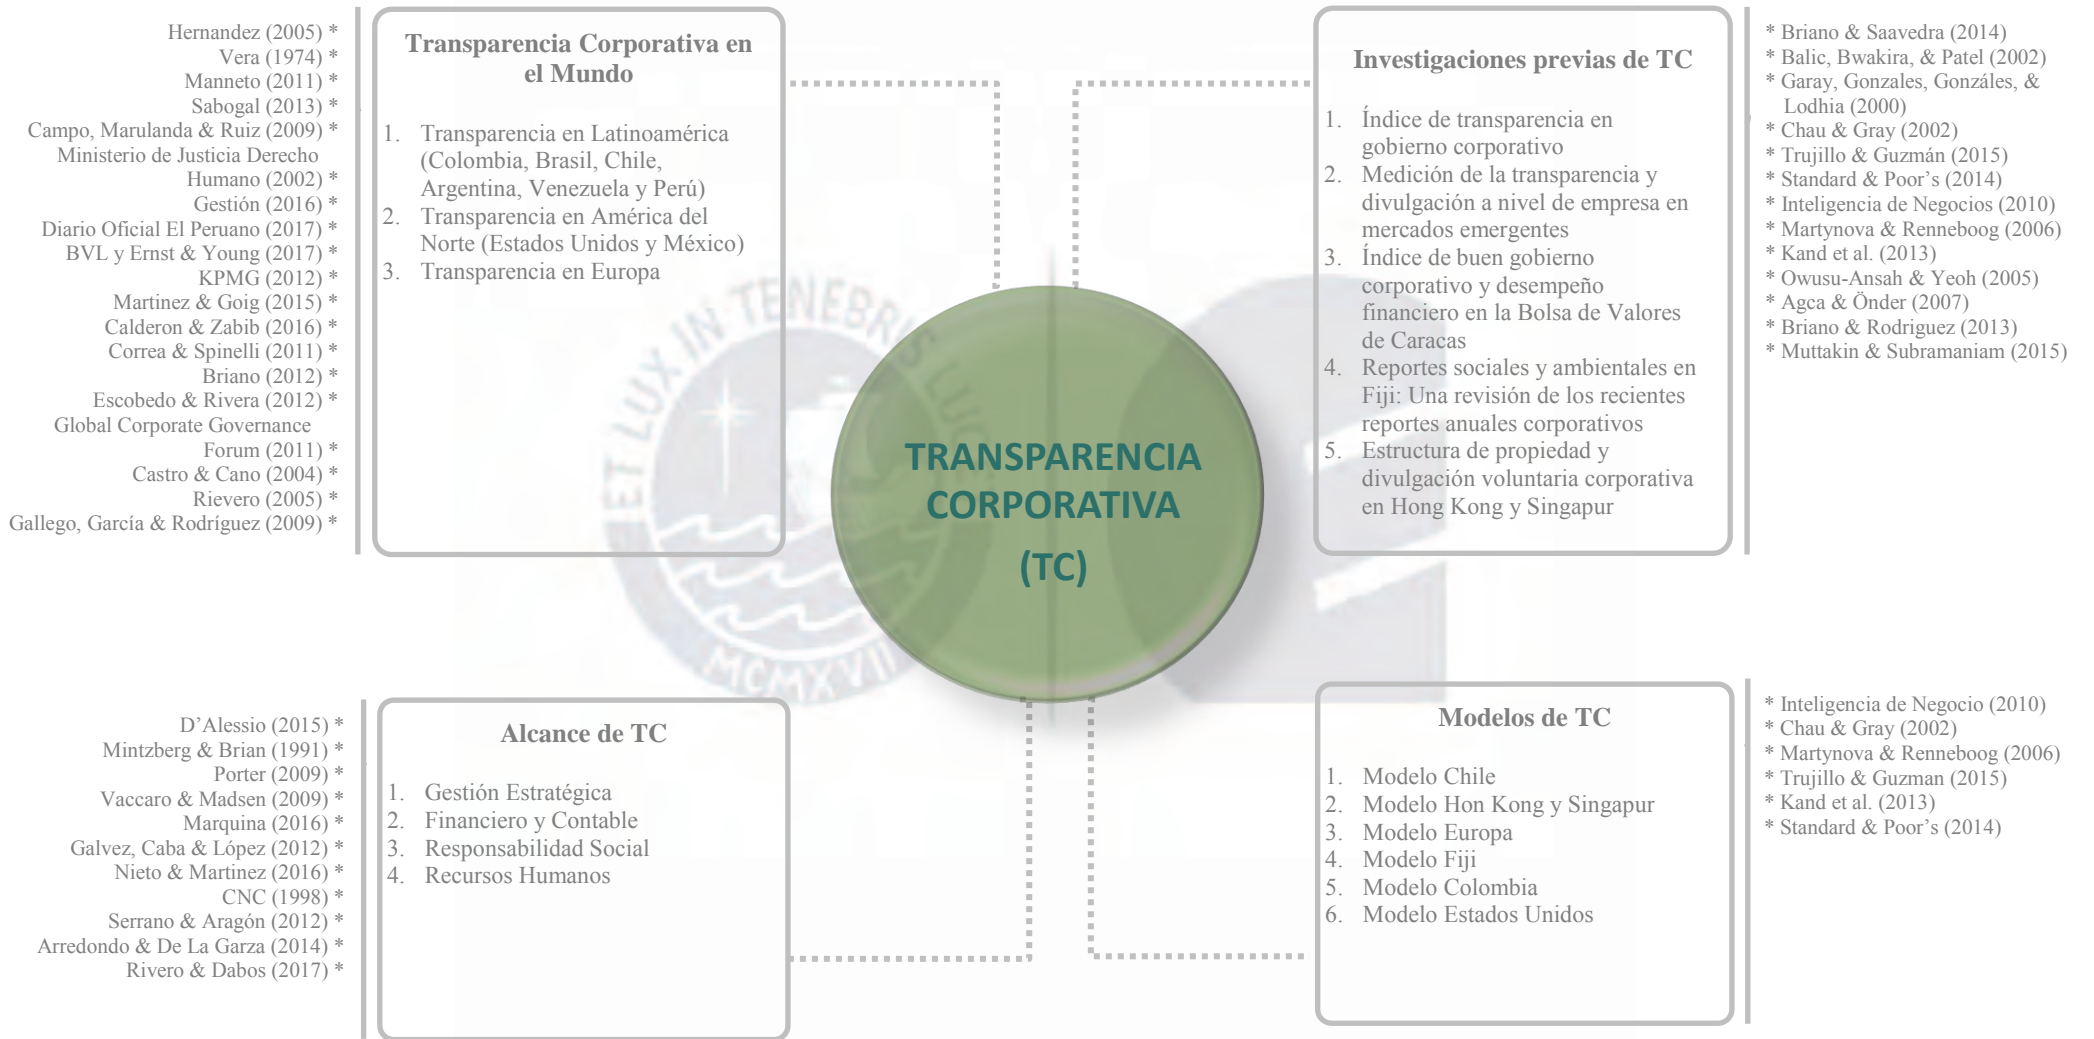 Hernandez (2005) *
Vera (1974) *
Manneto (2011) *
Sabogal (2013) *
Campo, Marulanda & Ruiz (2009) *
Ministerio de Justicia Derecho
Humano (2002) *
Gestión (2016) *
Diario Oficial El Peruano (2017) *
BVL y Ernst & Young (2017) *
KPMG (2012) *
Martinez & Goig (2015) *
Calderon & Zabib (2016) *
Correa & Spinelli (2011) *
Briano (2012) *
Escobedo & Rivera (2012) *
Global Corporate Governance
Forum (2011) *
Castro & Cano (2004) *
Rievero (2005) *
Gallego, García & Rodríguez (2009) *
Transparencia Corporativa en
el Mundo
1. Transparencia en Latinoamérica
(Colombia, Brasil, Chile,
Argentina, Venezuela y Perú)
2. Transparencia en América del
Norte (Estados Unidos y México)
3. Transparencia en Europa
Investigaciones previas de TC
1. Índice de transparencia en
gobierno corporativo
2. Medición de la transparencia y
divulgación a nivel de empresa en
mercados emergentes
3. Índice de buen gobierno
corporativo y desempeño
financiero en la Bolsa de Valores
de Caracas
4. Reportes sociales y ambientales en
Fiji: Una revisión de los recientes
reportes anuales corporativos
5. Estructura de propiedad y
divulgación voluntaria corporativa
en Hong Kong y Singapur
* Briano & Saavedra (2014)
* Balic, Bwakira, & Patel (2002)
* Garay, Gonzales, Gonzáles, &
Lodhia (2000)
* Chau & Gray (2002)
* Trujillo & Guzmán (2015)
* Standard & Poor's (2014)
* Inteligencia de Negocios (2010)
* Martynova & Renneboog (2006)
* Kand et al. (2013)
* Owusu-Ansah & Yeoh (2005)
* Agca & Önder (2007)
* Briano & Rodriguez (2013)
* Muttakin & Subramaniam (2015)
ET LUX IN TENEBRIS LUCET
MCMXVII
TRANSPARENCIA
CORPORATIVA
(TC)
D'Alessio (2015) *
Mintzberg & Brian (1991) *
Porter (2009) *
Vaccaro & Madsen (2009) *
Marquina (2016) *
Galvez, Caba & López (2012) *
Nieto & Martinez (2016) *
CNC (1998) *
Serrano & Aragón (2012) *
Arredondo & De La Garza (2014) *
Rivero & Dabos (2017) *
Alcance de TC
1. Gestión Estratégica
2. Financiero y Contable
3. Responsabilidad Social
4. Recursos Humanos
Modelos de TC
1. Modelo Chile
2. Modelo Hon Kong y Singapur
3. Modelo Europa
4. Modelo Fiji
5. Modelo Colombia
6. Modelo Estados Unidos
* Inteligencia de Negocio (2010)
* Chau & Gray (2002)
* Martynova & Renneboog (2006)
* Trujillo & Guzman (2015)
* Kand et al. (2013)
* Standard & Poor's (2014)